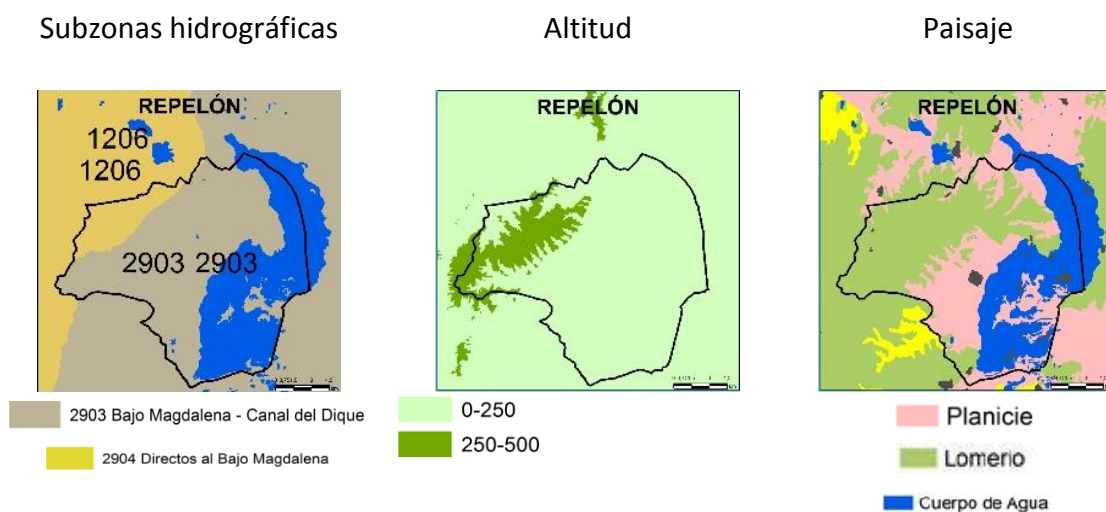 Subzonas hidrográficas
Altitud
Paisaje
REPELÓN
1206
1206
2903 2903
REPELÓN
REPELÓN
2903 Bajo Magdalena - Canal del Dique
2904 Directos al Bajo Magdalena
0-250
250-500
Planicie
Lomerio
Cuerpo de Agua